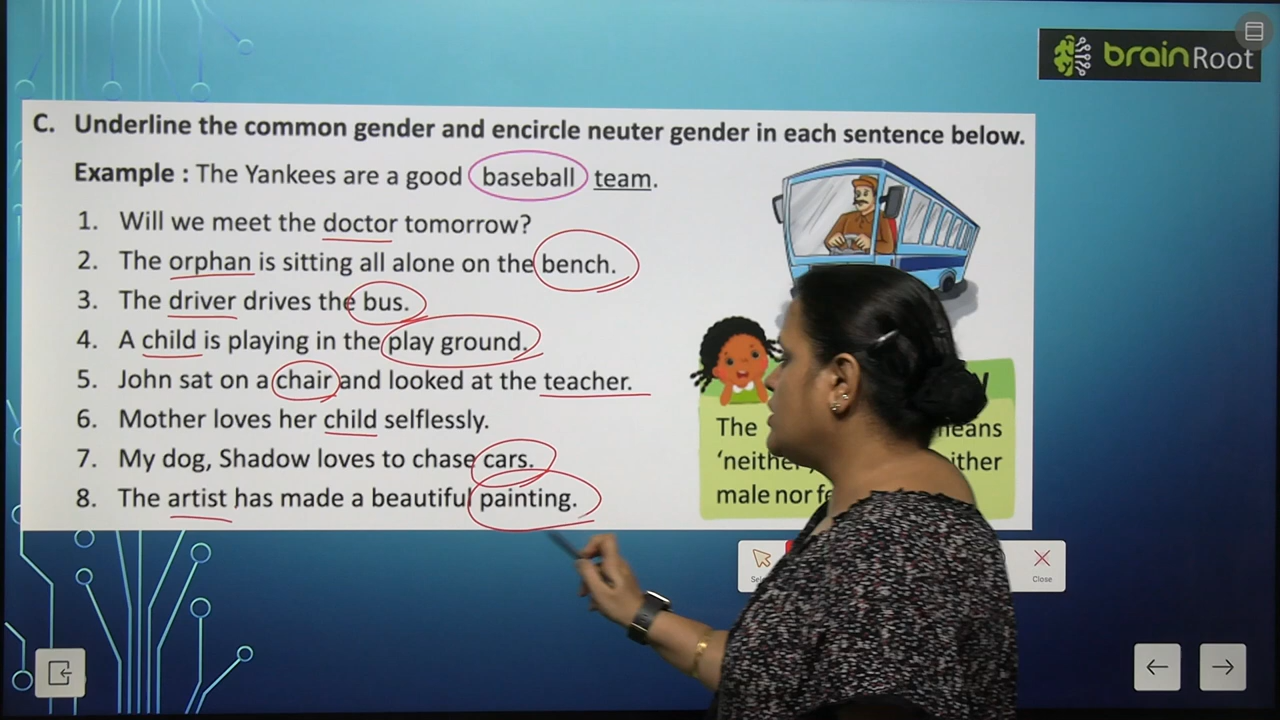 brainRoot
C. Underline the common gender and encircle neuter gender in each sentence below.
Example : The Yankees are a good baseball team.
1. Will we meet the doctor tomorrow?
2. The orphan is sitting all alone on the bench.
3. The driver drives the bus.
4. A child is playing in the play ground.
5. John sat on a chair and looked at the teacher.
6. Mother loves her child selflessly.
7. My dog, Shadow loves to chase cars.
8. The artist has made a beautiful painting.
The means
male nor
Close